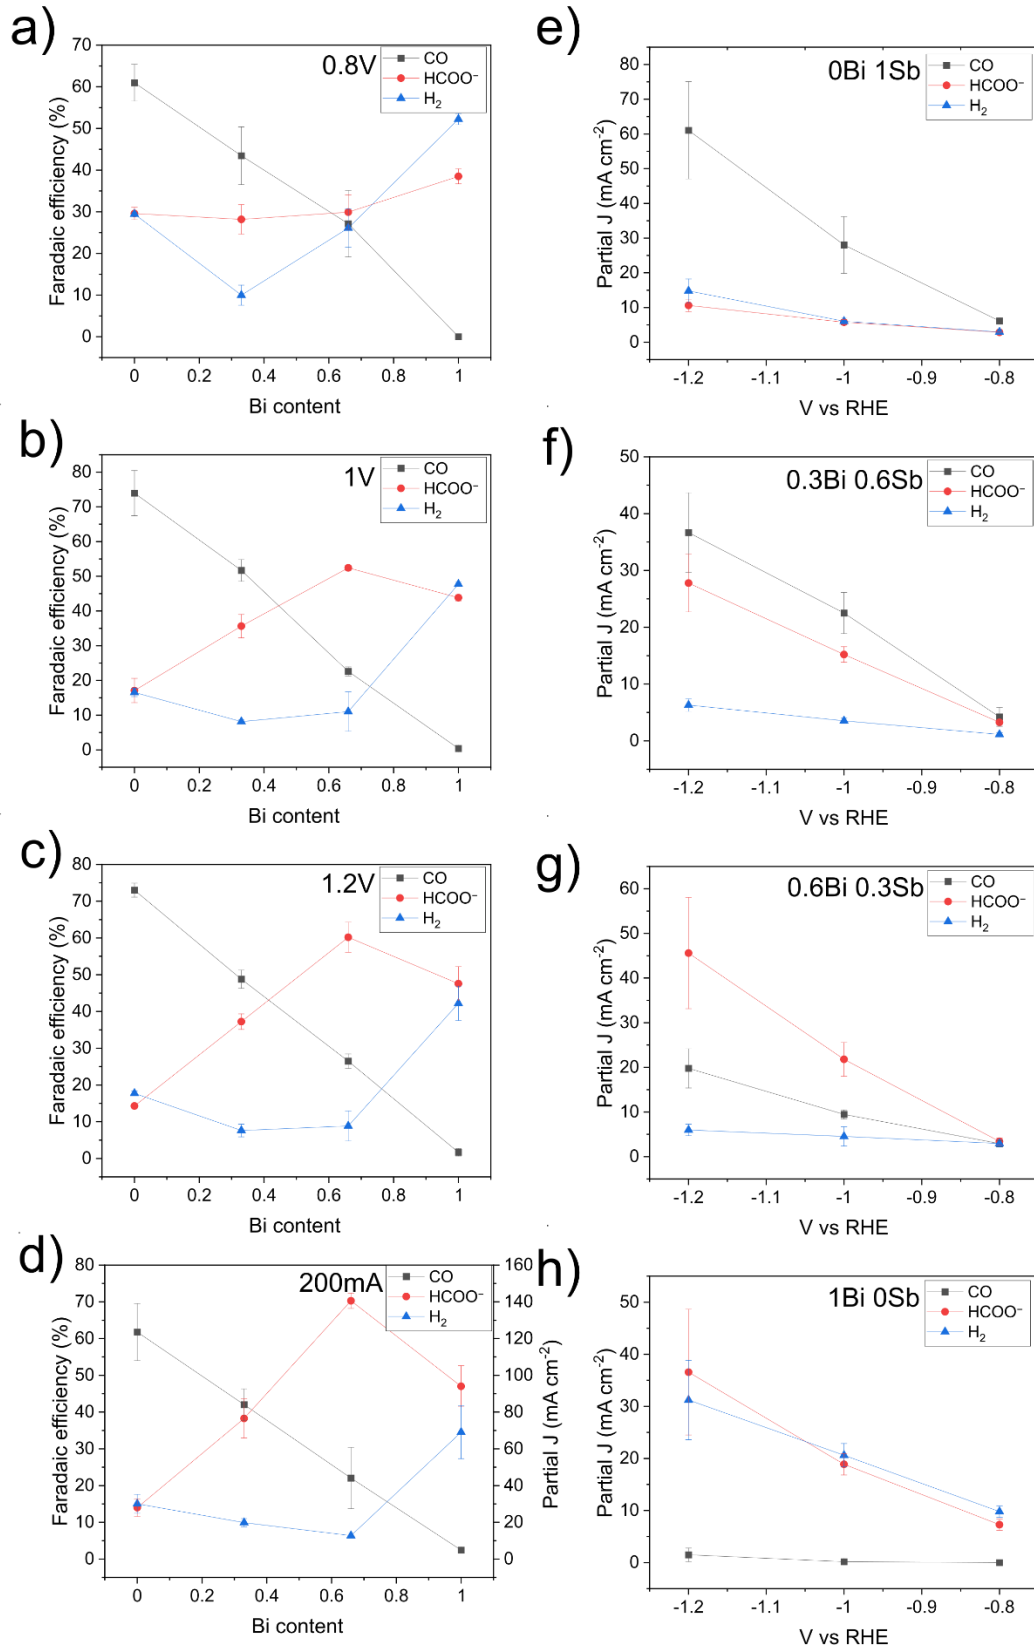 a)
0.8V
CO
HCOO⁻
H₂
Faradaic efficiency (%)
70
60
50
40
30
20
10
0
0 0.2 0.4 0.6 0.8 1
Bi content
e)
0Bi 1Sb
CO
HCOO⁻
H₂
Partial J (mA cm⁻²)
80
70
60
50
40
30
20
10
0
-1.2 -1.1 -1 -0.9 -0.8
V vs RHE
b)
1V
CO
HCOO⁻
H₂
Faradaic efficiency (%)
80
70
60
50
40
30
20
10
0
0 0.2 0.4 0.6 0.8 1
Bi content
f)
0.3Bi 0.6Sb
CO
HCOO⁻
H₂
Partial J (mA cm⁻²)
50
40
30
20
10
0
-1.2 -1.1 -1 -0.9 -0.8
V vs RHE
c)
1.2V
CO
HCOO⁻
H₂
Faradaic efficiency (%)
80
70
60
50
40
30
20
10
0
0 0.2 0.4 0.6 0.8 1
Bi content
g)
0.6Bi 0.3Sb
CO
HCOO⁻
H₂
Partial J (mA cm⁻²)
60
50
40
30
20
10
0
-1.2 -1.1 -1 -0.9 -0.8
V vs RHE
d)
200mA
CO
HCOO⁻
H₂
Faradaic efficiency (%)
80
70
60
50
40
30
20
10
0
160
140
120
100
80
60
40
20
0
Partial J (mA cm⁻²)
0 0.2 0.4 0.6 0.8 1
Bi content
h)
1Bi 0Sb
CO
HCOO⁻
H₂
Partial J (mA cm⁻²)
50
40
30
20
10
0
-1.2 -1.1 -1 -0.9 -0.8
V vs RHE